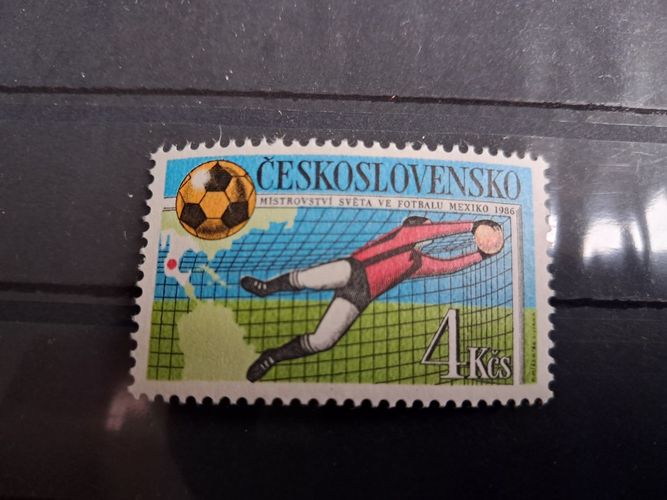 ČESKOSLOVENSKO
MISTROVSTVÍ SVĚTA VE FOTBALU MEXIKO 1986
4 Kčs